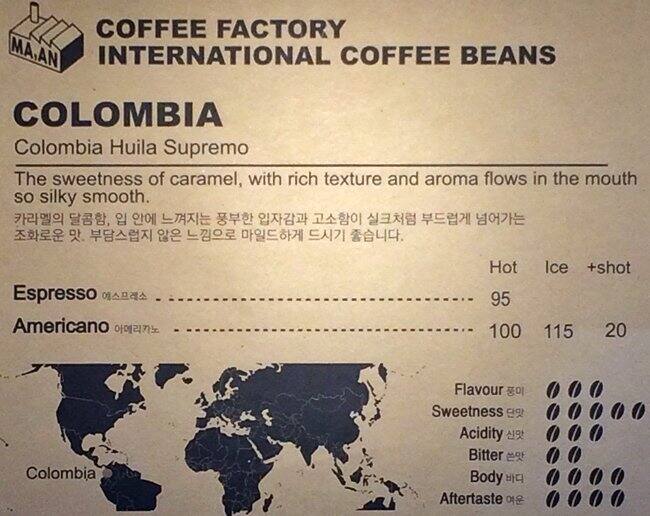 MA.AN
COFFEE FACTORY
INTERNATIONAL COFFEE BEANS
COLOMBIA
Colombia Huila Supremo
The sweetness of caramel, with rich texture and aroma flows in the mouth
so silky smooth.
카라멜의 달콤함, 입 안에 느껴지는 풍부한 입자감과 고소함이 실크처럼 부드럽게 넘어가는
조화로운 맛. 부담스럽지 않은 느낌으로 마일드하게 드시기 좋습니다.
Hot Ice +shot
Espresso 에스프레소 95
Americano 아메리카노 100 115 20
Colombia
Flavour 풍미
Sweetness 단맛
Acidity 신맛
Bitter 쓴맛
Body 바디
Aftertaste 여운